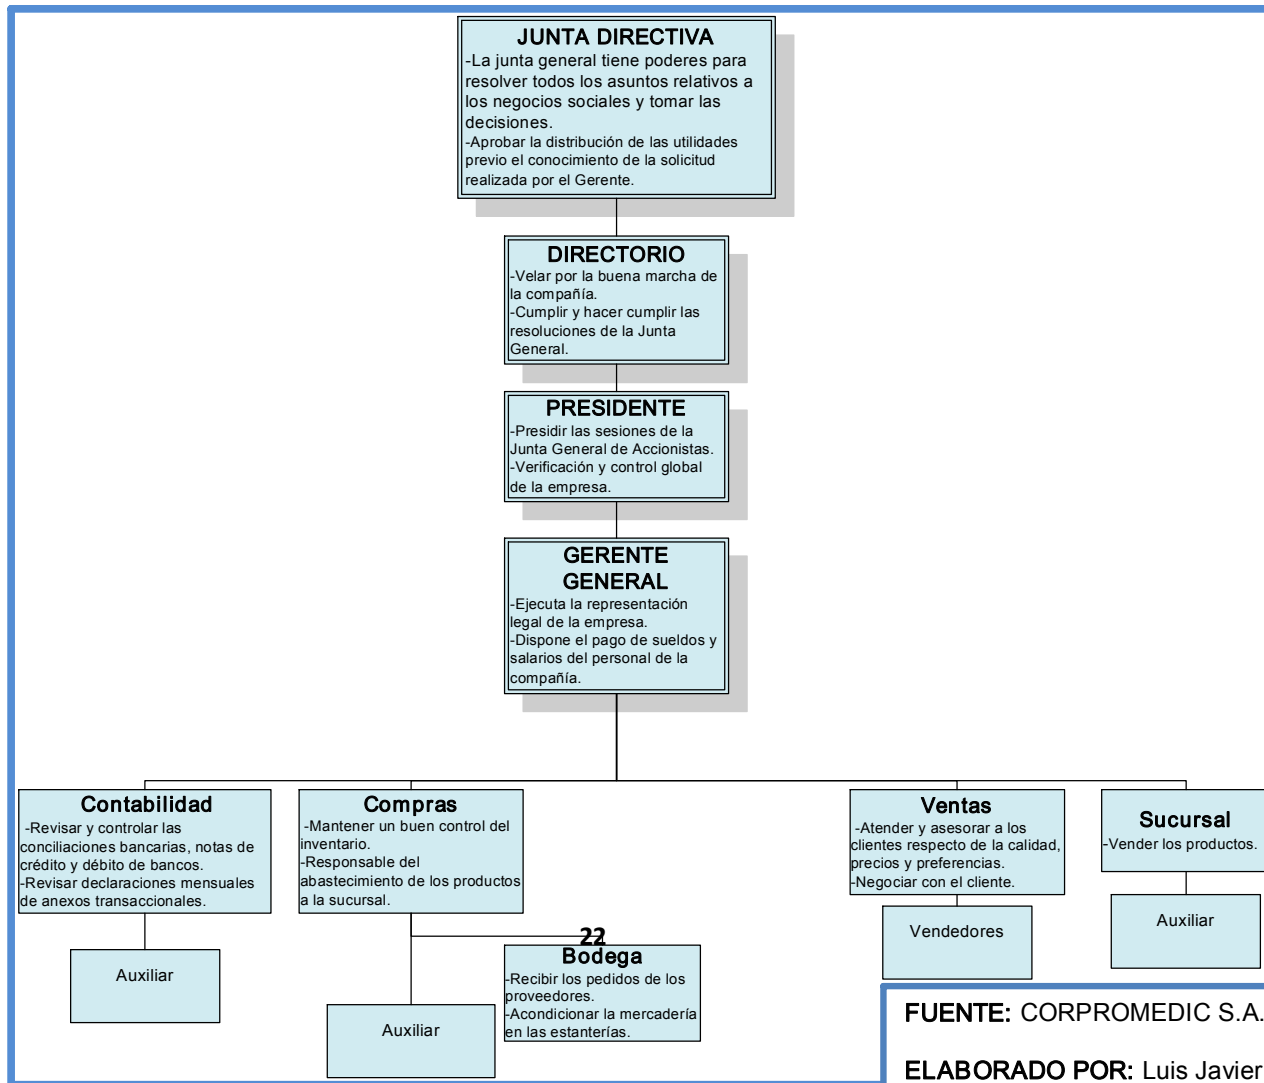 JUNTA DIRECTIVA
-La junta general tiene poderes para
resolver todos los asuntos relativos a
los negocios sociales y tomar las
decisiones.
-Aprobar la distribución de las utilidades
previo el conocimiento de la solicitud
realizada por el Gerente.
DIRECTORIO
-Velar por la buena marcha de
la compañía.
-Cumplir y hacer cumplir las
resoluciones de la Junta
General.
PRESIDENTE
-Presidir las sesiones de la
Junta General de Accionistas.
-Verificación y control global
de la empresa.
GERENTE
GENERAL
-Ejecuta la representación
legal de la empresa.
-Dispone el pago de sueldos y
salarios del personal de la
compañía.
Contabilidad
-Revisar y controlar las
conciliaciones bancarias, notas de
crédito y débito de bancos.
-Revisar declaraciones mensuales
de anexos transaccionales.
Auxiliar
Compras
-Mantener un buen control del
inventario.
-Responsable del
abastecimiento de los productos
a la sucursal.
Auxiliar
22
Bodega
-Recibir los pedidos de los
proveedores.
-Acondicionar la mercadería
en las estanterías.
Ventas
-Atender y asesorar a los
clientes respecto de la calidad,
precios y preferencias.
-Negociar con el cliente.
Vendedores
Sucursal
-Vender los productos.
Auxiliar
FUENTE: CORPROMEDIC S.A.
ELABORADO POR: Luis Javier